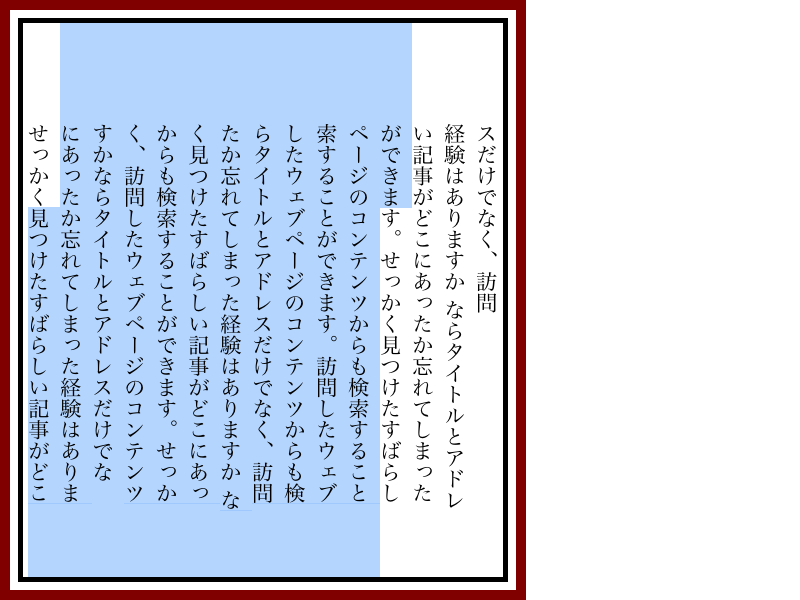 せっかく見つけたすばらしい記事がどこ
にあったか忘れてしまった経験はありま
すかならタイトルとアドレスだけでな
く、訪問したウェブページのコンテンツ
からも検索することができます。せっか
く見つけたすばらしい記事がどこにあっ
たか忘れてしまった経験はありますか な
らタイトルとアドレスだけでなく、訪問
したウェブページのコンテンツからも検
索することができます。訪問したウェブ
ページのコンテンツからも検索すること
ができます。せっかく見つけたすばらし
い記事がどこにあったか忘れてしまった
経験はありますか ならタイトルとアドレ
スだけでなく、訪問